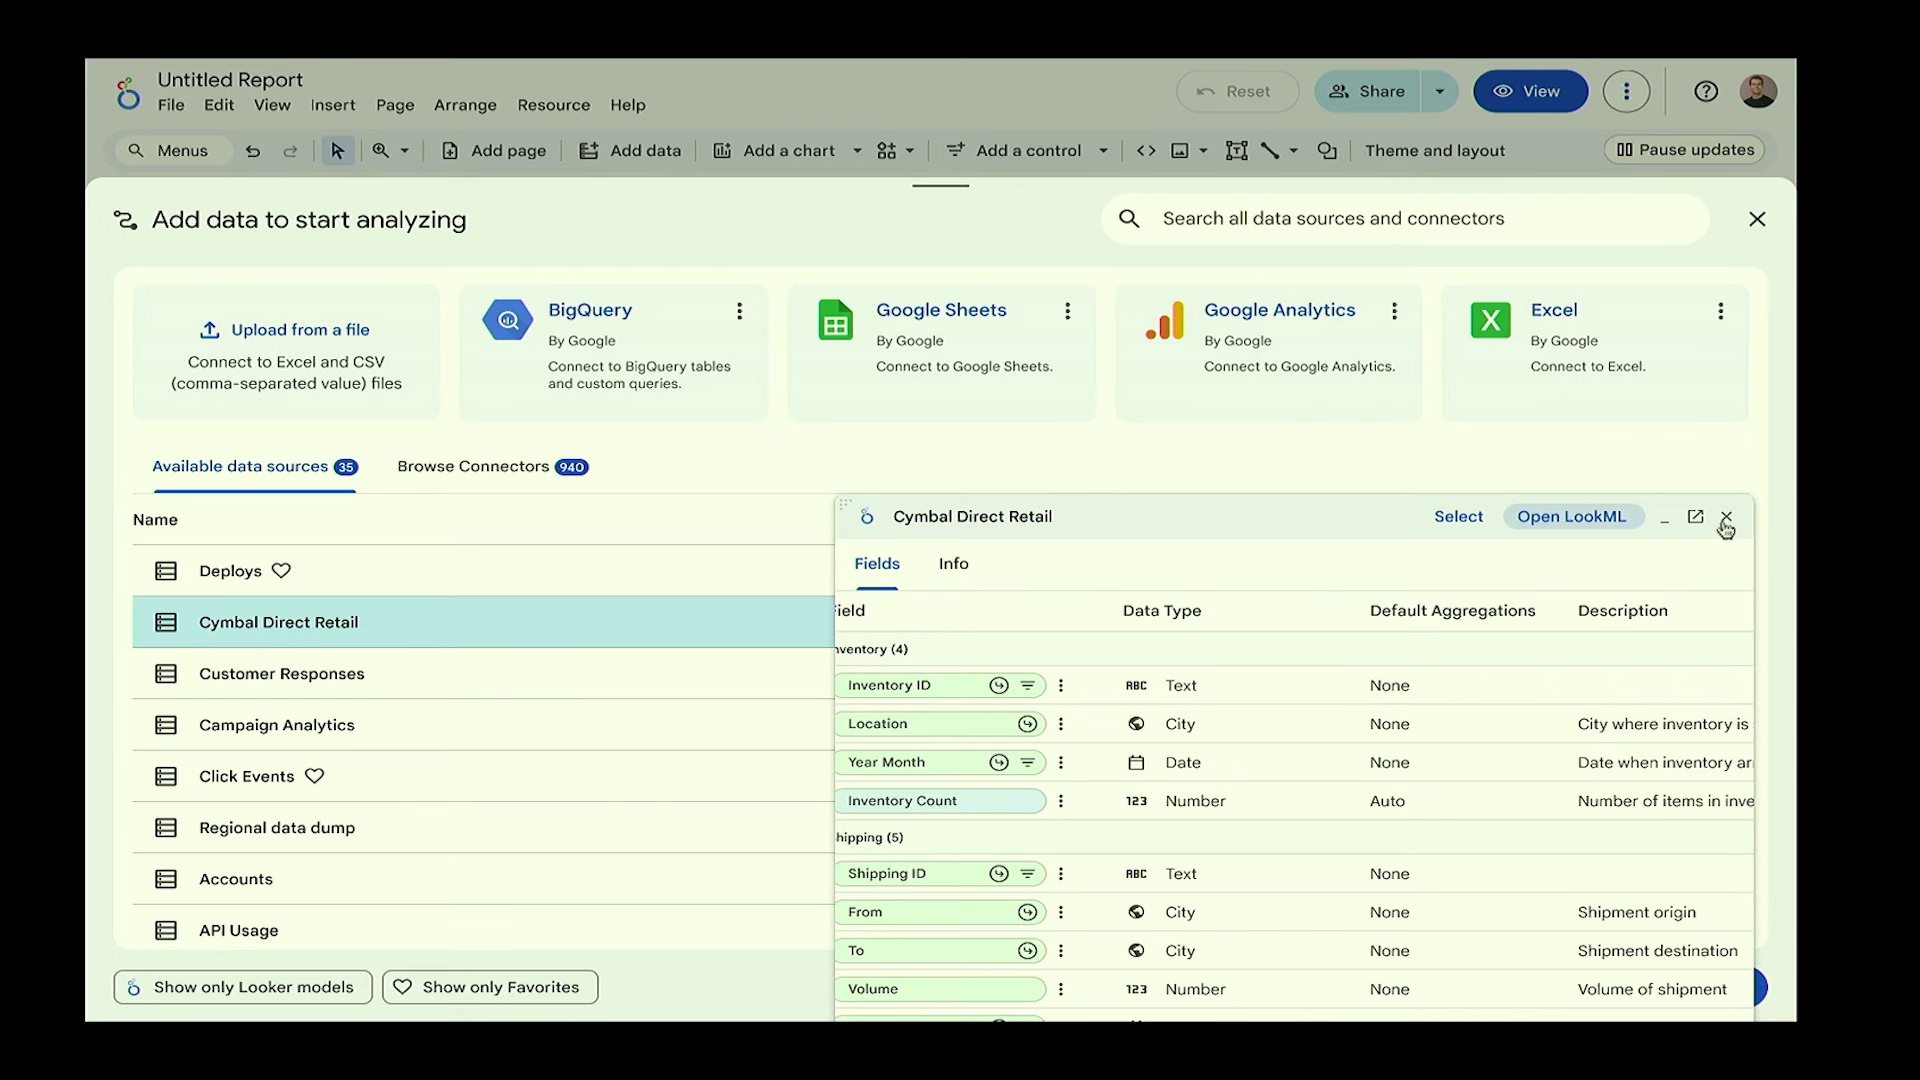 Untitled Report
File Edit View Insert Page Arrange Resource Help
Reset Share View
Menus Add page Add data Add a chart Add a control Theme and layout Pause updates
Add data to start analyzing
Search all data sources and connectors
Upload from a file
Connect to Excel and CSV
(comma-separated value) files
BigQuery
By Google
Connect to BigQuery tables
and custom queries.
Google Sheets
By Google
Connect to Google Sheets.
Google Analytics
By Google
Connect to Google Analytics.
Excel
By Google
Connect to Excel.
Available data sources 35 Browse Connectors 940
Name
Deploys
Cymbal Direct Retail
Customer Responses
Campaign Analytics
Click Events
Regional data dump
Accounts
API Usage
Show only Looker models Show only Favorites
Cymbal Direct Retail Select Open LookML
Fields Info
ield Data Type Default Aggregations Description
nventory (4)
Inventory ID ABC Text None
Location City None City where inventory is
Year Month Date None Date when inventory ar
Inventory Count 123 Number Auto Number of items in inve
hipping (5)
Shipping ID ABC Text None
From City None Shipment origin
To City None Shipment destination
Volume 123 Number None Volume of shipment